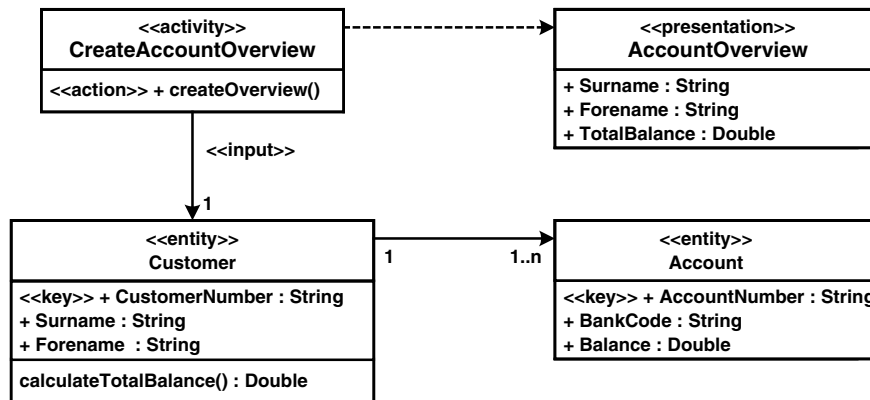 <<activity>>
CreateAccountOverview
<<action>> + createOverview()
<<presentation>>
AccountOverview
+ Surname : String
+ Forename : String
+ TotalBalance : Double
<<input>>
1
<<entity>>
Customer
<<key>> + CustomerNumber : String
+ Surname : String
+ Forename : String
calculateTotalBalance() : Double
1
1..n
<<entity>>
Account
<<key>> + AccountNumber : String
+ BankCode : String
+ Balance : Double